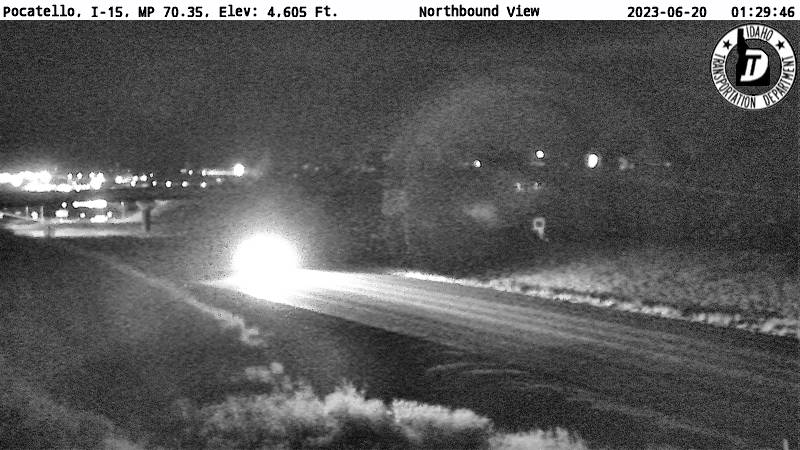 Pocatello, I-15, MP 70.35, Elev: 4,605 Ft. Northbound View 2023-06-20 01:29:46
IDAHO
TRANSPORTATION DEPARTMENT